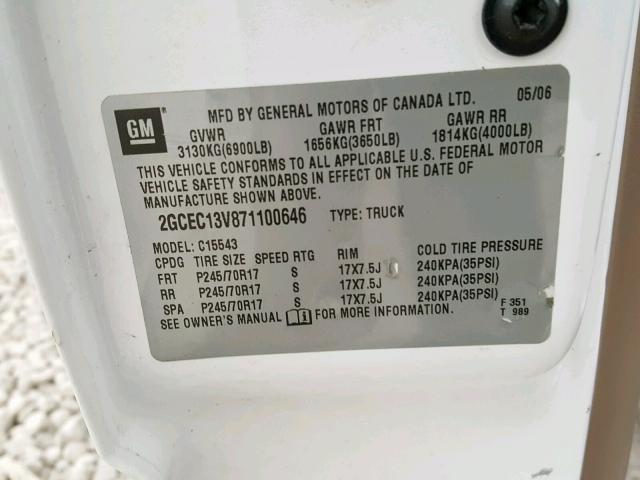 GM
MFD BY GENERAL MOTORS OF CANADA LTD. 05/06
GVWR GAWR FRT GAWR RR
3130KG(6900LB) 1656KG(3650LB) 1814KG(4000LB)
THIS VEHICLE CONFORMS TO ALL APPLICABLE U.S. FEDERAL MOTOR
VEHICLE SAFETY STANDARDS IN EFFECT ON THE DATE OF
MANUFACTURE SHOWN ABOVE.
2GCEC13V871100646 TYPE: TRUCK
MODEL: C15543
CPDG TIRE SIZE SPEED RTG RIM COLD TIRE PRESSURE
FRT P245/70R17 S 17X7.5J 240KPA(35PSI)
RR P245/70R17 S 17X7.5J 240KPA(35PSI)
SPA P245/70R17 S 17X7.5J 240KPA(35PSI)
SEE OWNER'S MANUAL i FOR MORE INFORMATION.
F 351
T 989